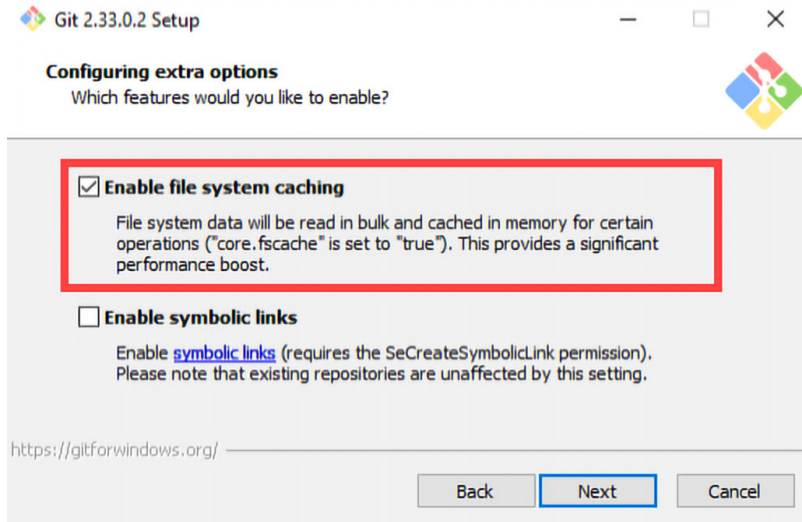 Git 2.33.0.2 Setup
Configuring extra options
Which features would you like to enable?
Enable file system caching
File system data will be read in bulk and cached in memory for certain
operations ("core.fscache" is set to "true"). This provides a significant
performance boost.
Enable symbolic links
Enable symbolic links (requires the SeCreateSymbolicLink permission).
Please note that existing repositories are unaffected by this setting.
https://gitforwindows.org/
Back Next Cancel